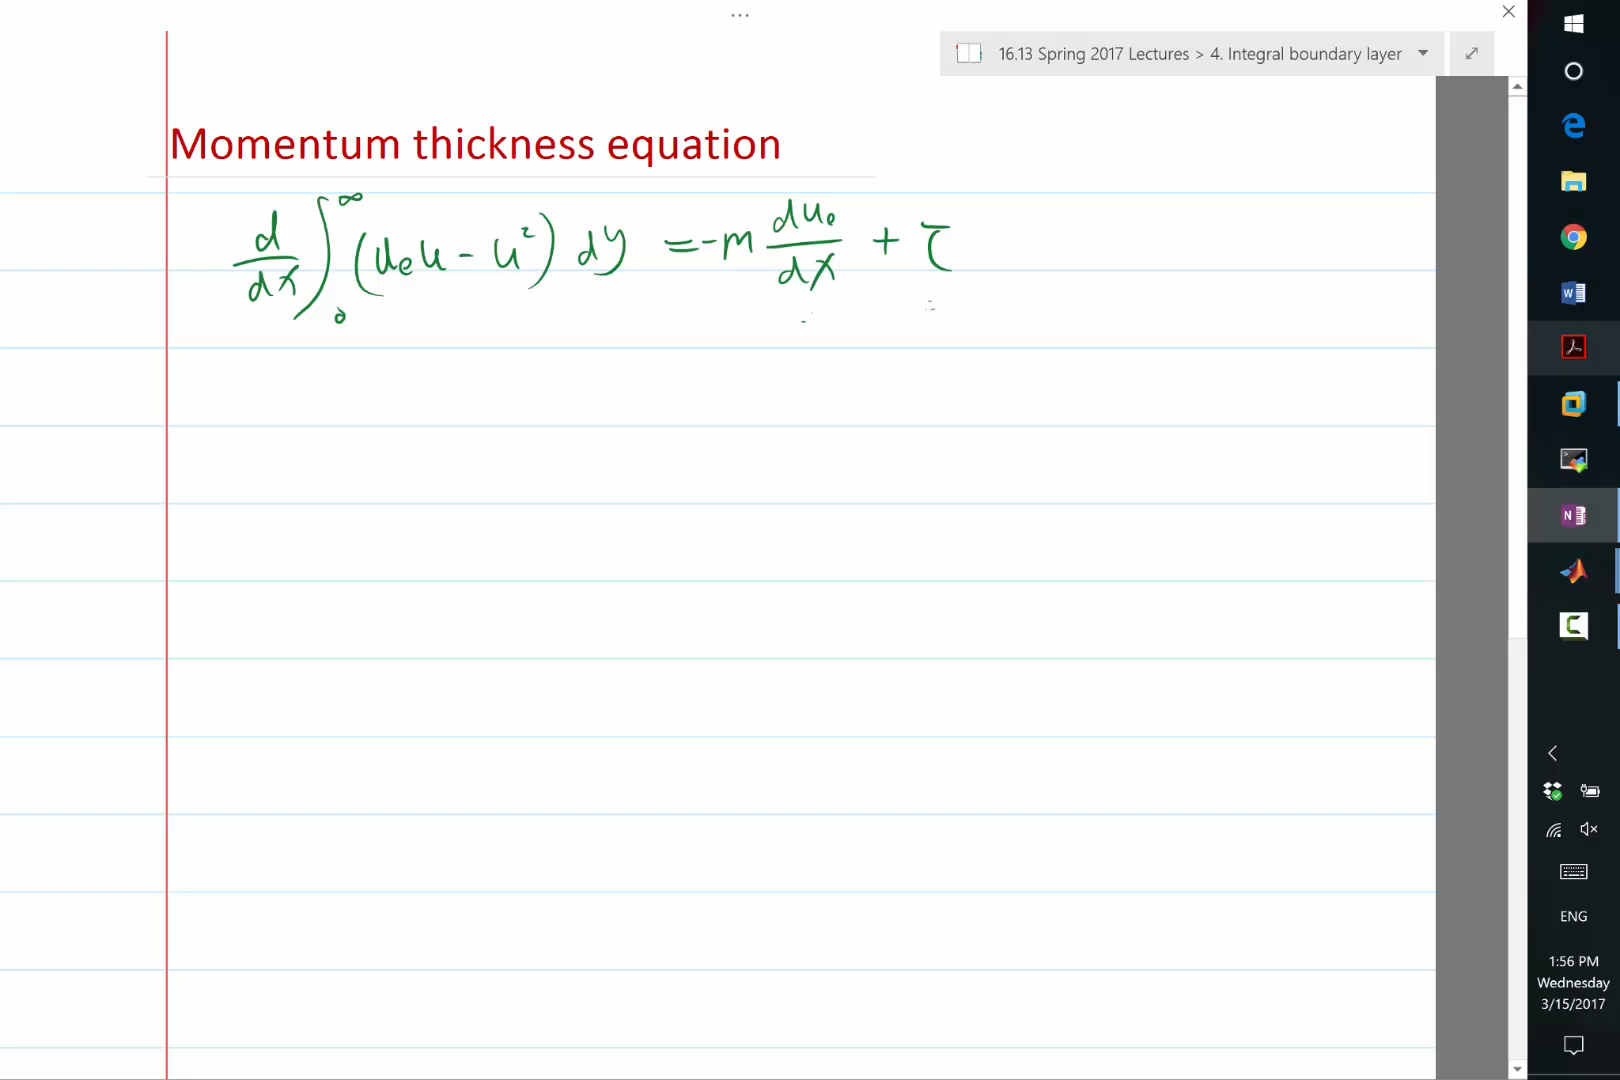 16.13 Spring 2017 Lectures > 4. Integral boundary layer
Momentum thickness equation
d/dx ∫₀^∞ (uₑu - u²) dy = -m duₑ/dx + τ
ENG
1:56 PM
Wednesday
3/15/2017